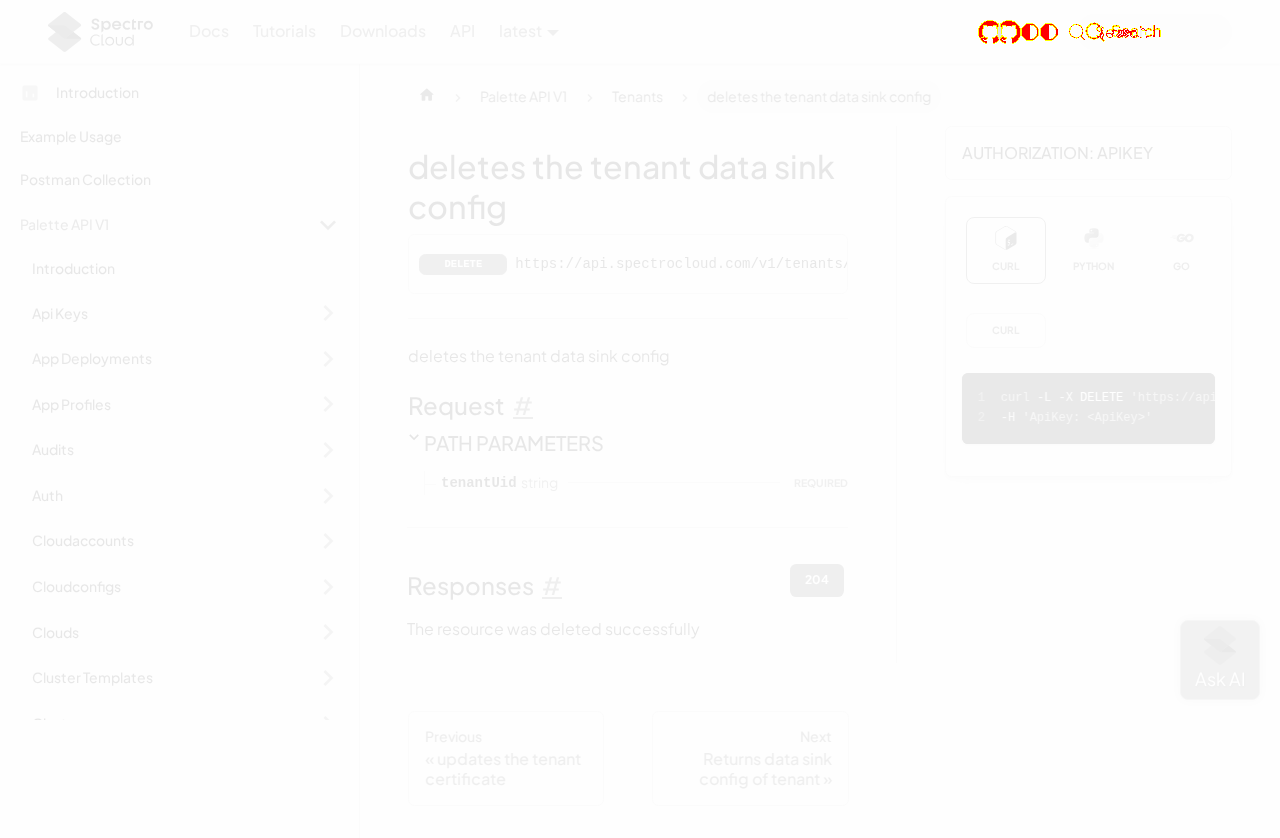 Spectro
Cloud
Docs
Tutorials
Downloads
API
latest
Introduction
Palette API V1
Tenants
deletes the tenant data sink config
Example Usage
Postman Collection
Palette API V1
Introduction
Api Keys
App Deployments
App Profiles
Audits
Auth
Cloudaccounts
Cloudconfigs
Clouds
Cluster Templates
deletes the tenant data sink
config
DELETE https://api.spectrocloud.com/v1/tenants/
deletes the tenant data sink config
Request #
PATH PARAMETERS
tenantUid string REQUIRED
Responses #
204
The resource was deleted successfully
Previous
« updates the tenant
certificate
Next
Returns data sink
config of tenant »
AUTHORIZATION: APIKEY
CURL
PYTHON
GO
CURL
1 curl -L -X DELETE 'https://api
2 -H 'ApiKey: <ApiKey>'
Ask AI